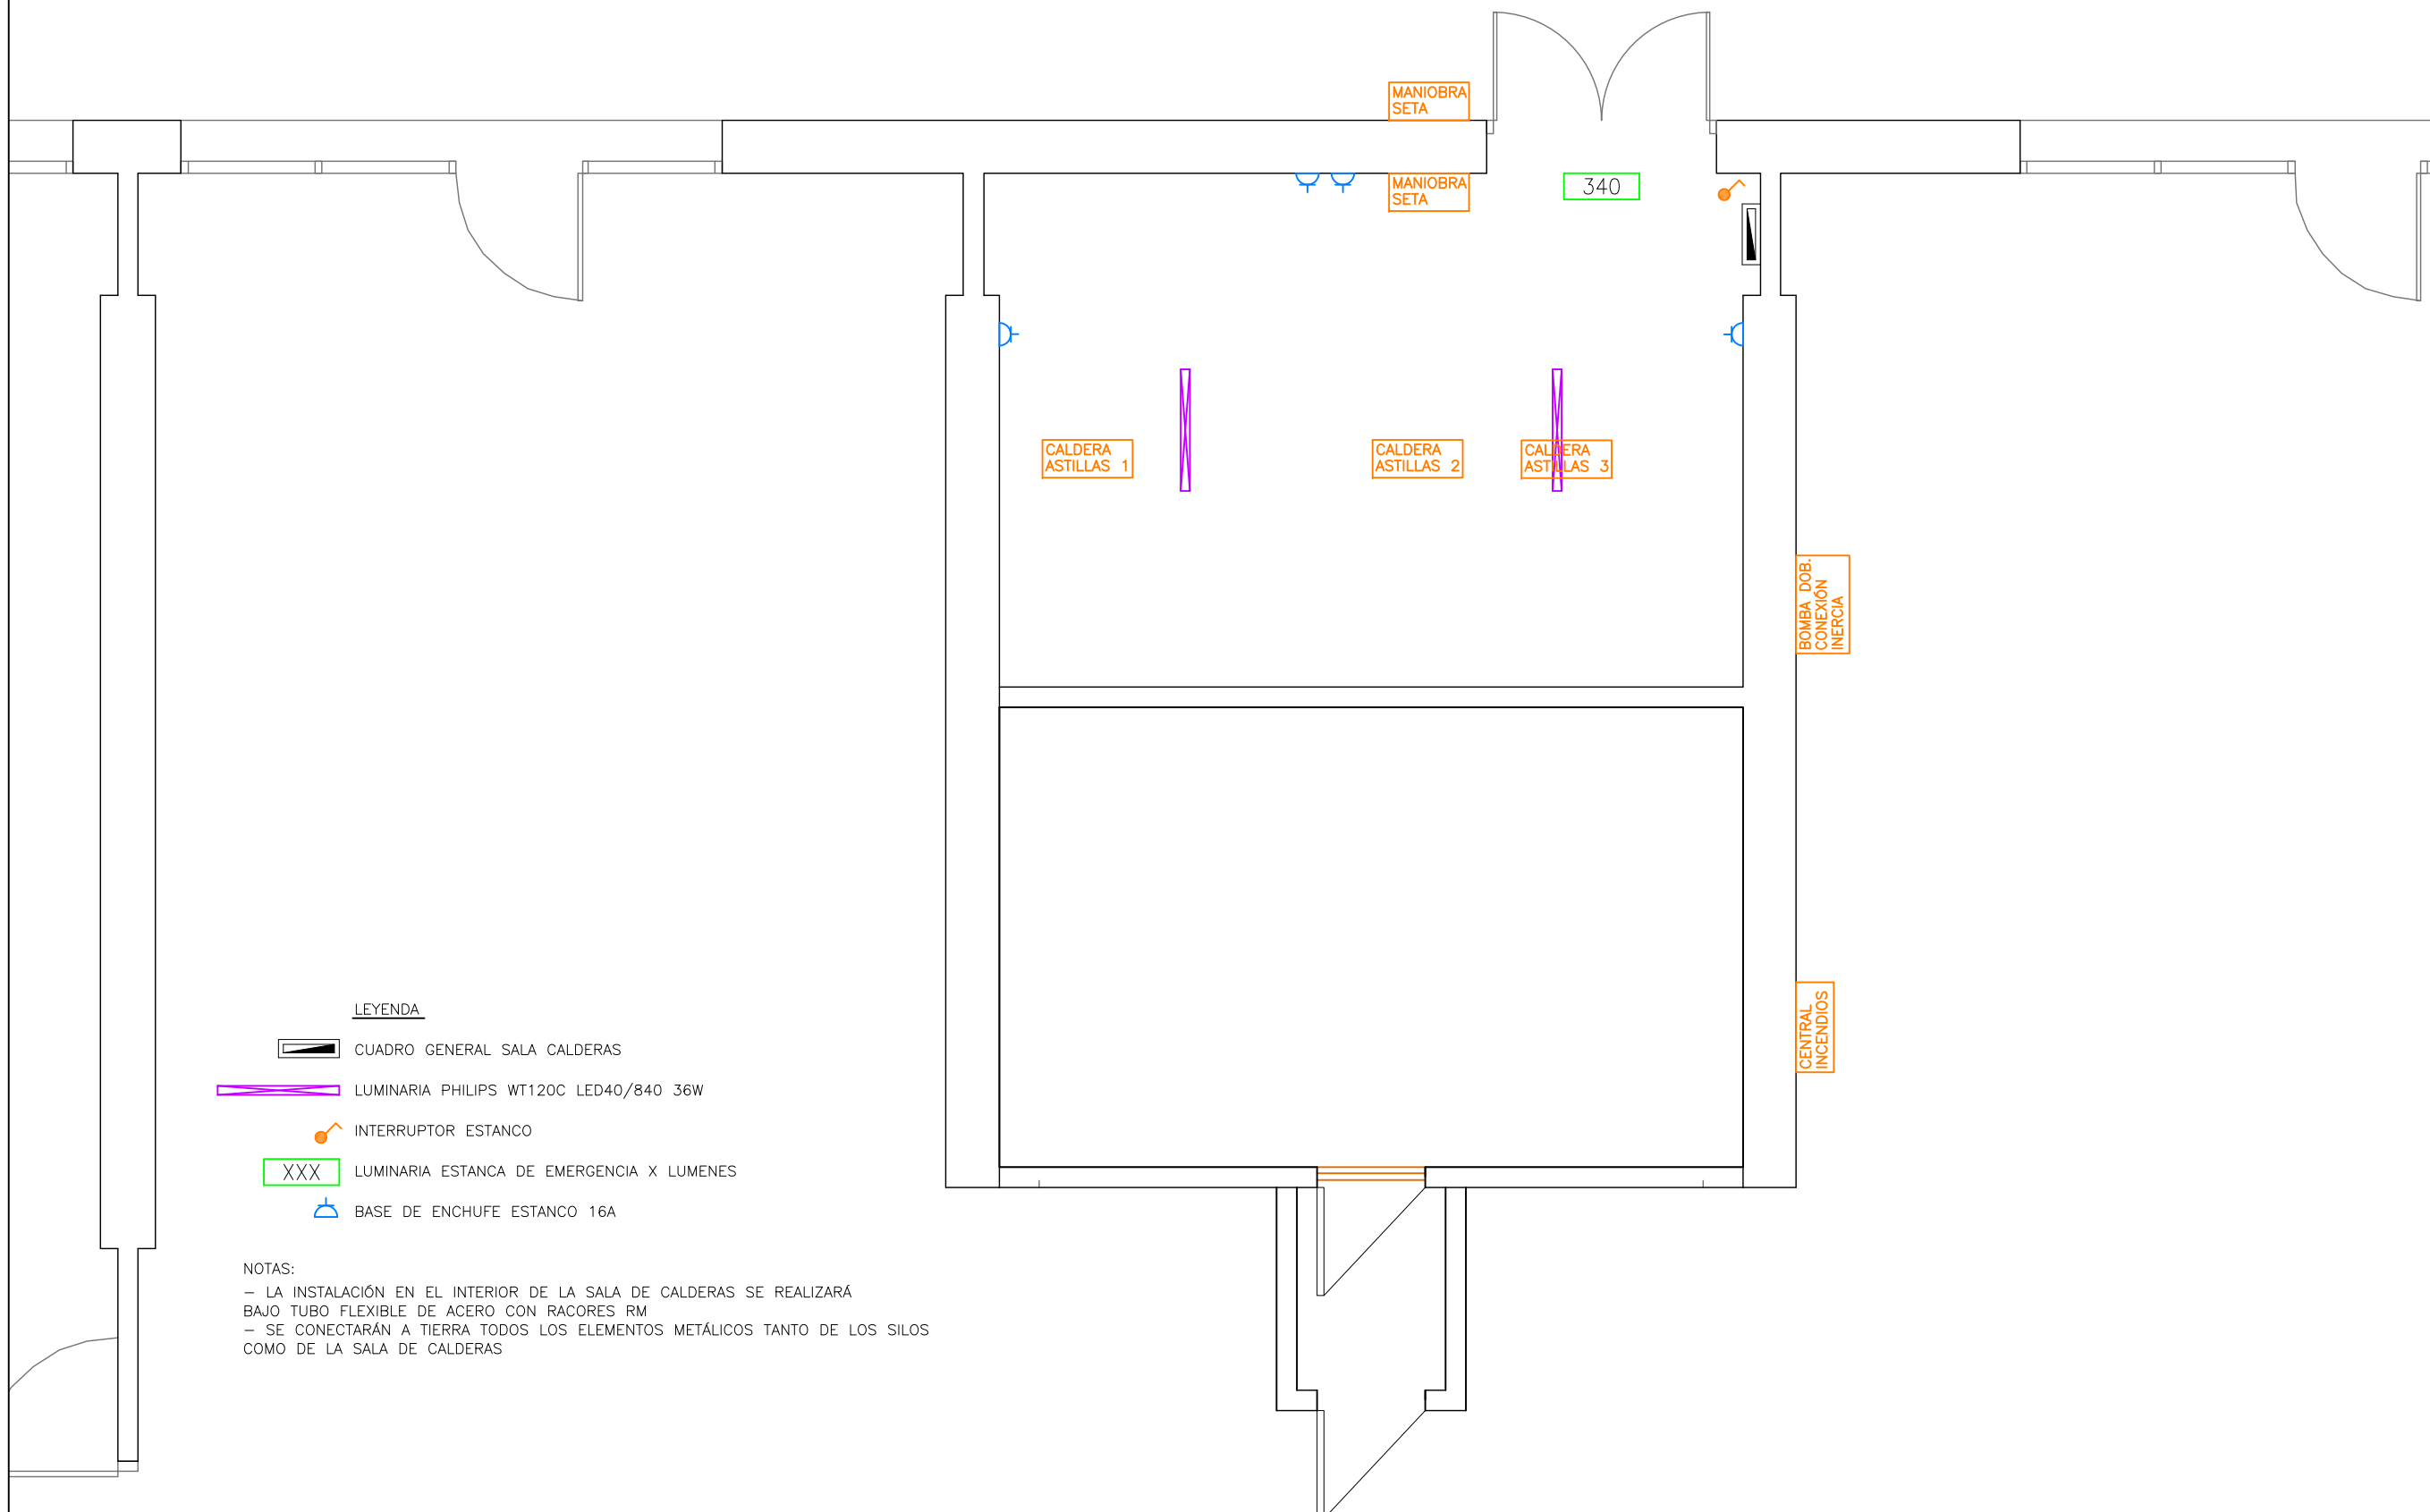 MANIOBRA
SETA
MANIOBRA
SETA
340
CALDERA
ASTILLAS 1
CALDERA
ASTILLAS 2
CALDERA
ASTILLAS 3
BOMBA DOB.
CONEXIÓN
INERCIA
CENTRAL
INCENDIOS
LEYENDA
CUADRO GENERAL SALA CALDERAS
LUMINARIA PHILIPS WT120C LED40/840 36W
INTERRUPTOR ESTANCO
XXX LUMINARIA ESTANCA DE EMERGENCIA X LUMENES
BASE DE ENCHUFE ESTANCO 16A
NOTAS:
– LA INSTALACIÓN EN EL INTERIOR DE LA SALA DE CALDERAS SE REALIZARÁ
BAJO TUBO FLEXIBLE DE ACERO CON RACORES RM
– SE CONECTARÁN A TIERRA TODOS LOS ELEMENTOS METÁLICOS TANTO DE LOS SILOS
COMO DE LA SALA DE CALDERAS